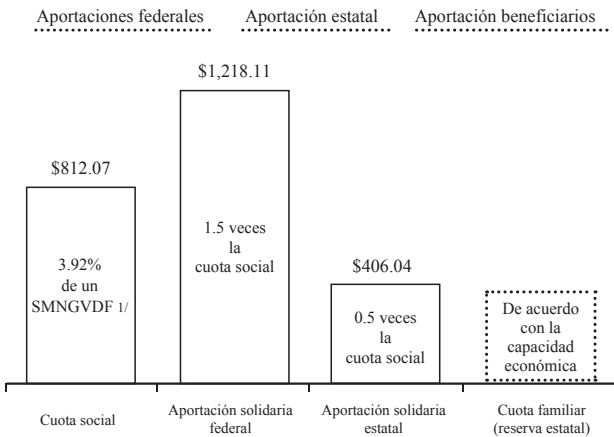 Aportaciones federales Aportación estatal Aportación beneficiarios
$1,218.11
$812.07
1.5 veces
la
cuota social
3.92%
de un
SMNGVDF 1/
$406.04
0.5 veces
la
cuota social
De acuerdo
con la
capacidad
económica
Cuota social
Aportación solidaria
federal
Aportación solidaria
estatal
Cuota familiar
(reserva estatal)